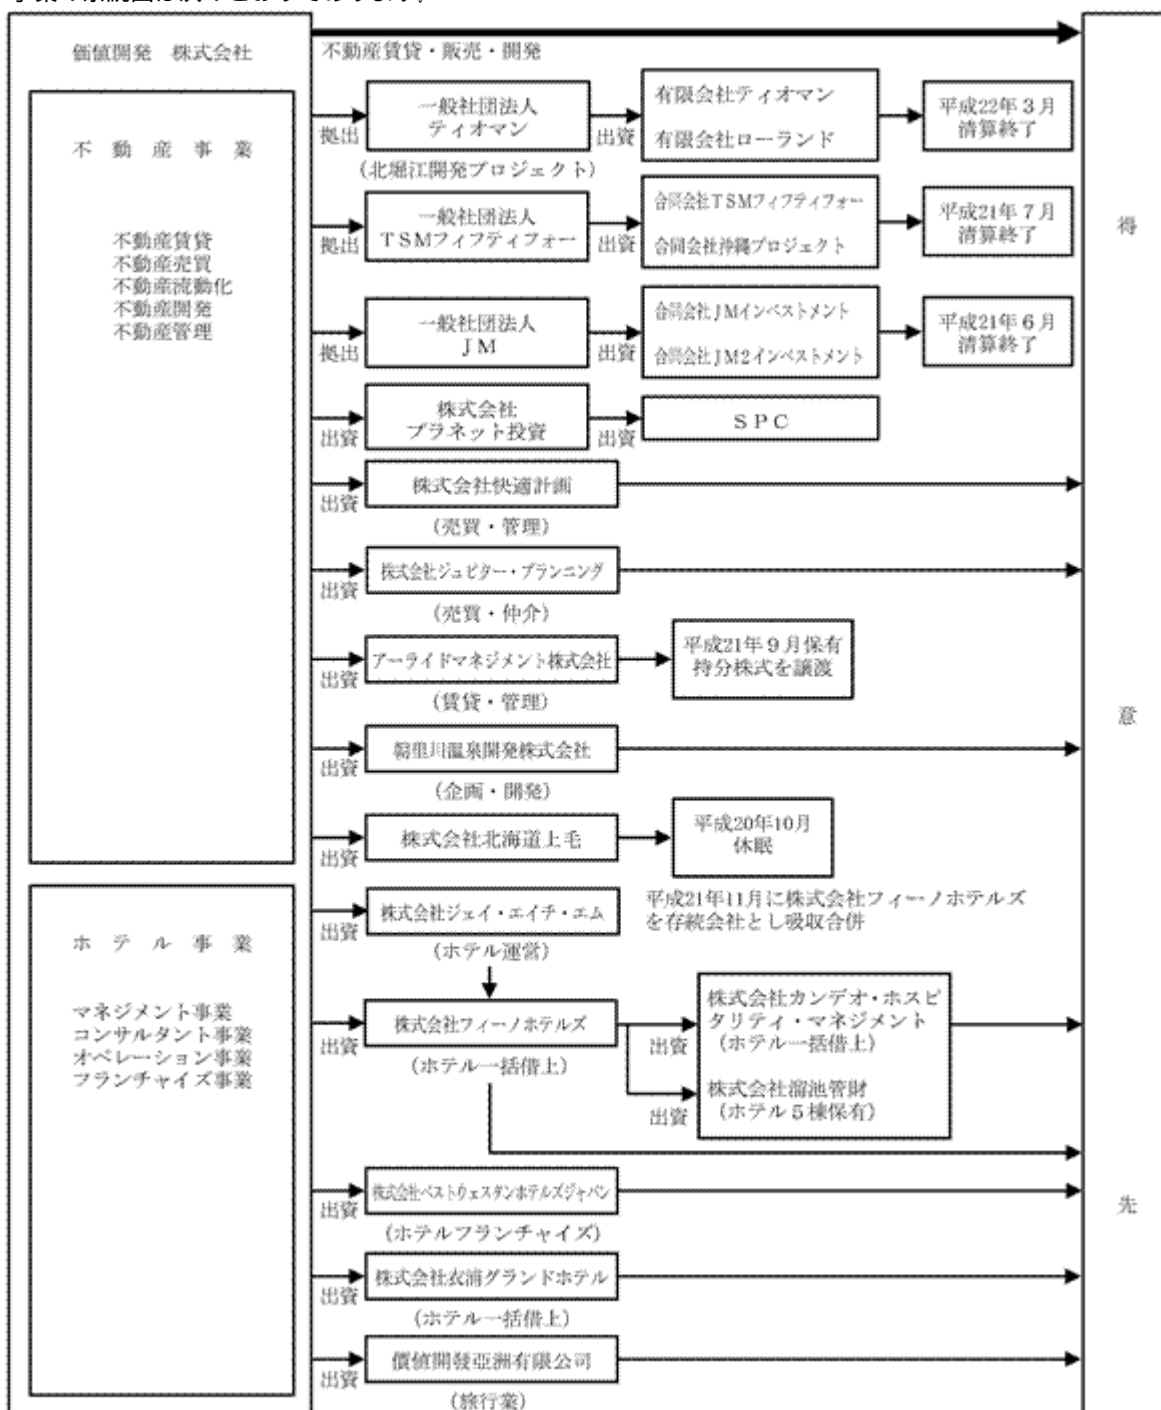 価値開発 株式会社
不動産事業
不動産賃貸
不動産売買
不動産流動化
不動産開発
不動産管理
不動産賃貸・販売・開発
拠出
一般社団法人
ティオマン
(北堀江開発プロジェクト)
出資
有限会社ティオマン
有限会社ローランド
平成22年3月
清算終了
拠出
一般社団法人
TSMフィフティフォー
出資
合同会社TSMフィフティフォー
合同会社沖縄プロジェクト
平成21年7月
清算終了
拠出
一般社団法人
JM
出資
合同会社JMインベストメント
合同会社JM2インベストメント
平成21年6月
清算終了
出資
株式会社
プラネット投資
出資
SPC
出資
株式会社快適計画
(売買・管理)
出資
株式会社ジュピター・プランニング
(売買・仲介)
出資
アーライドマネジメント株式会社
(賃貸・管理)
平成21年9月保有
持分株式を譲渡
出資
朝里川温泉開発株式会社
(企画・開発)
出資
株式会社北海道上毛
平成20年10月
休眠
ホテル事業
マネジメント事業
コンサルタント事業
オペレーション事業
フランチャイズ事業
出資
株式会社ジェイ・エイチ・エム
(ホテル運営)
平成21年11月に株式会社フィーノホテルズ
を存続会社とし吸収合併
出資
株式会社フィーノホテルズ
(ホテル一括借上)
出資
株式会社カンデオ・ホスピ
タリティ・マネジメント
(ホテル一括借上)
出資
株式会社溜池管財
(ホテル5棟保有)
出資
株式会社ベストウェスタンホテルズジャパン
(ホテルフランチャイズ)
出資
株式会社衣浦グランドホテル
(ホテル一括借上)
出資
價値開發亞洲有限公司
(旅行業)
得
意
先